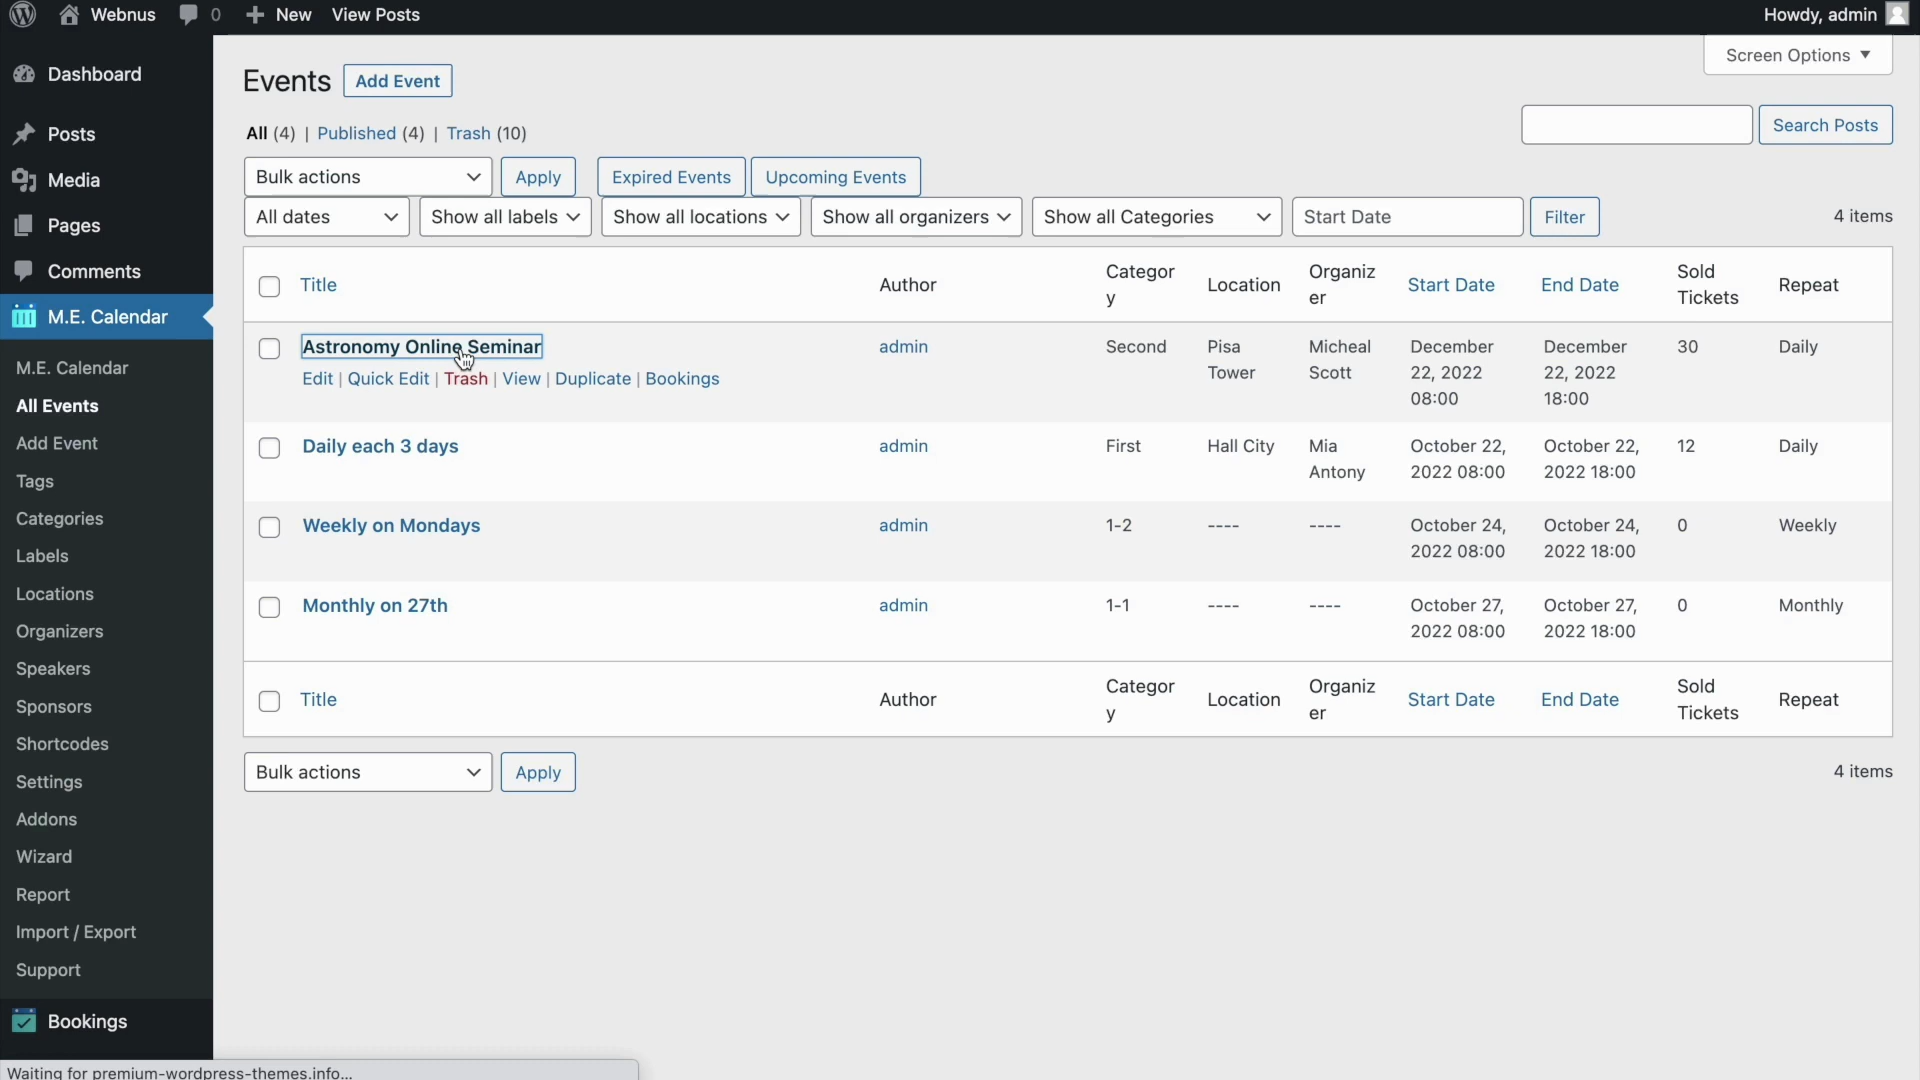 Webnus 0 New View Posts Howdy, admin
Screen Options
Dashboard
Posts
Media
Pages
Comments
M.E. Calendar
M.E. Calendar
All Events
Add Event
Tags
Categories
Labels
Locations
Organizers
Speakers
Sponsors
Shortcodes
Settings
Addons
Wizard
Report
Import / Export
Support
Bookings
Events Add Event
All (4) | Published (4) | Trash (10)
Search Posts
Bulk actions Apply Expired Events Upcoming Events
All dates Show all labels Show all locations Show all organizers Show all Categories Start Date Filter 4 items
Title Author Categor
y Location Organiz
er Start Date End Date Sold
Tickets Repeat
Astronomy Online Seminar admin Second Pisa
Tower Micheal
Scott December
22, 2022
08:00 December
22, 2022
18:00 30 Daily
Edit | Quick Edit | Trash | View | Duplicate | Bookings
Daily each 3 days admin First Hall City Mia
Antony October 22,
2022 08:00 October 22,
2022 18:00 12 Daily
Weekly on Mondays admin 1-2 ---- ---- October 24,
2022 08:00 October 24,
2022 18:00 0 Weekly
Monthly on 27th admin 1-1 ---- ---- October 27,
2022 08:00 October 27,
2022 18:00 0 Monthly
Title Author Categor
y Location Organiz
er Start Date End Date Sold
Tickets Repeat
Bulk actions Apply 4 items
Waiting for premium-wordpress-themes.info...